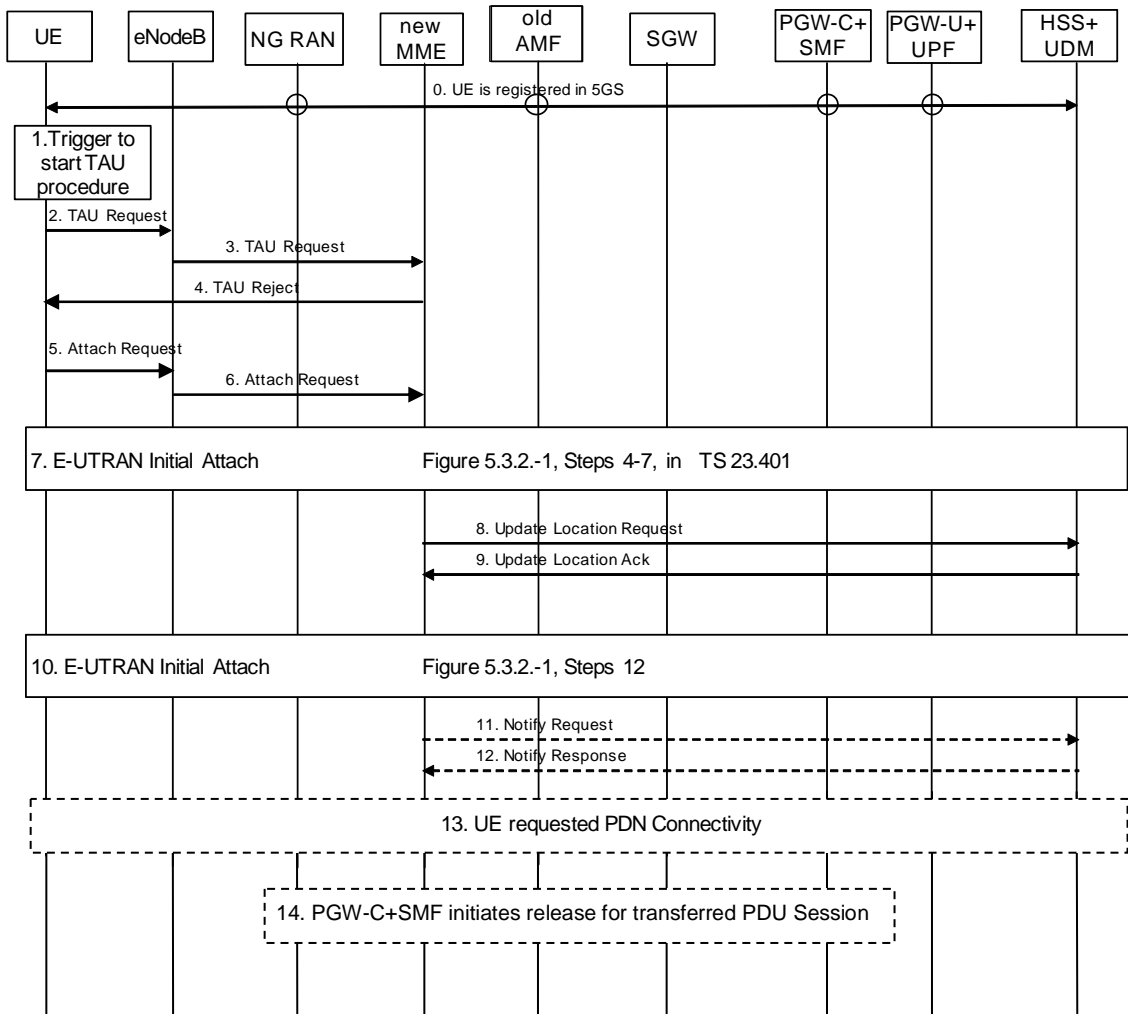 UE
eNodeB
NG RAN
new
MME
old
AMF
SGW
PGW-C+
SMF
PGW-U+
UPF
HSS+
UDM
0. UE is registered in 5GS
1.Trigger to
start TAU
procedure
2. TAU Request
3. TAU Request
4. TAU Reject
5. Attach Request
6. Attach Request
7. E-UTRAN Initial Attach Figure 5.3.2.-1, Steps 4-7, in TS 23.401
8. Update Location Request
9. Update Location Ack
10. E-UTRAN Initial Attach Figure 5.3.2.-1, Steps 12
11. Notify Request
12. Notify Response
13. UE requested PDN Connectivity
14. PGW-C+SMF initiates release for transferred PDU Session